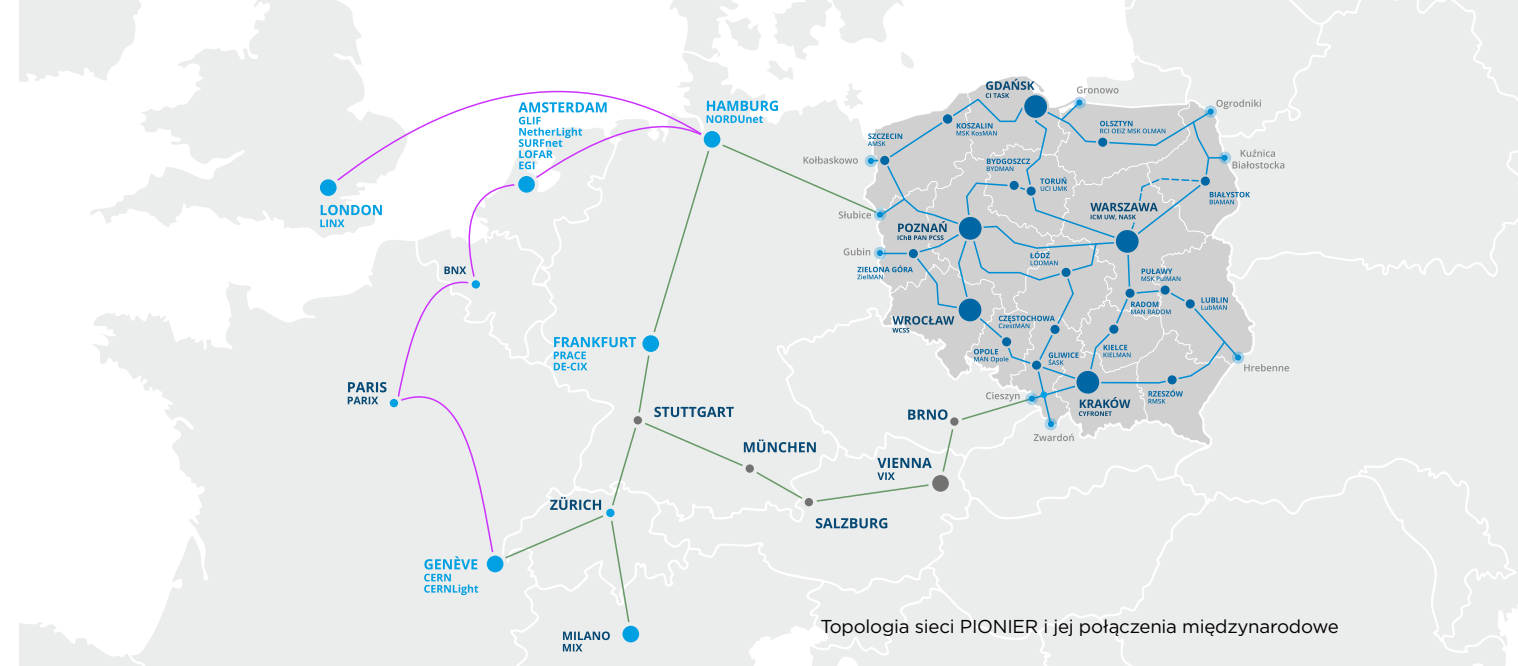 AMSTERDAM
GLIF
NetherLight
SURFnet
LOFAR
EGI
HAMBURG
NORDUnet
LONDON
LINX
BNX
PARIS
PARIX
FRANKFURT
PRACE
DE-CIX
STUTTGART
MÜNCHEN
ZÜRICH
SALZBURG
GENÈVE
CERN
CERNLight
MILANO
MIX
BRNO
VIENNA
VIX
GDAŃSK
CI TASK
Gronowo
Ogrodniki
KOSZALIN
MSK KosMAN
OLSZTYN
RCI OEIZ MSK OLMAN
SZCZECIN
AMSK
Kołbaskowo
Kuźnica
Białostocka
BYDGOSZCZ
BYDMAN
TORUŃ
UCI UMK
BIAŁYSTOK
BIAMAN
Słubice
WARSZAWA
ICM UW, NASK
POZNAŃ
IChB PAN PCSS
Gubin
ZIELONA GÓRA
ZielMAN
ŁÓDŹ
LODMAN
PUŁAWY
MSK PulMAN
RADOM
MAN RADOM
LUBLIN
LubMAN
WROCŁAW
WCSS
CZĘSTOCHOWA
CzestMAN
OPOLE
MAN Opole
GLIWICE
ŚASK
KIELCE
KIELMAN
Hrebenne
Cieszyn
KRAKÓW
CYFRONET
RZESZÓW
RMSK
Zwardoń
Topologia sieci PIONIER i jej połączenia międzynarodowe